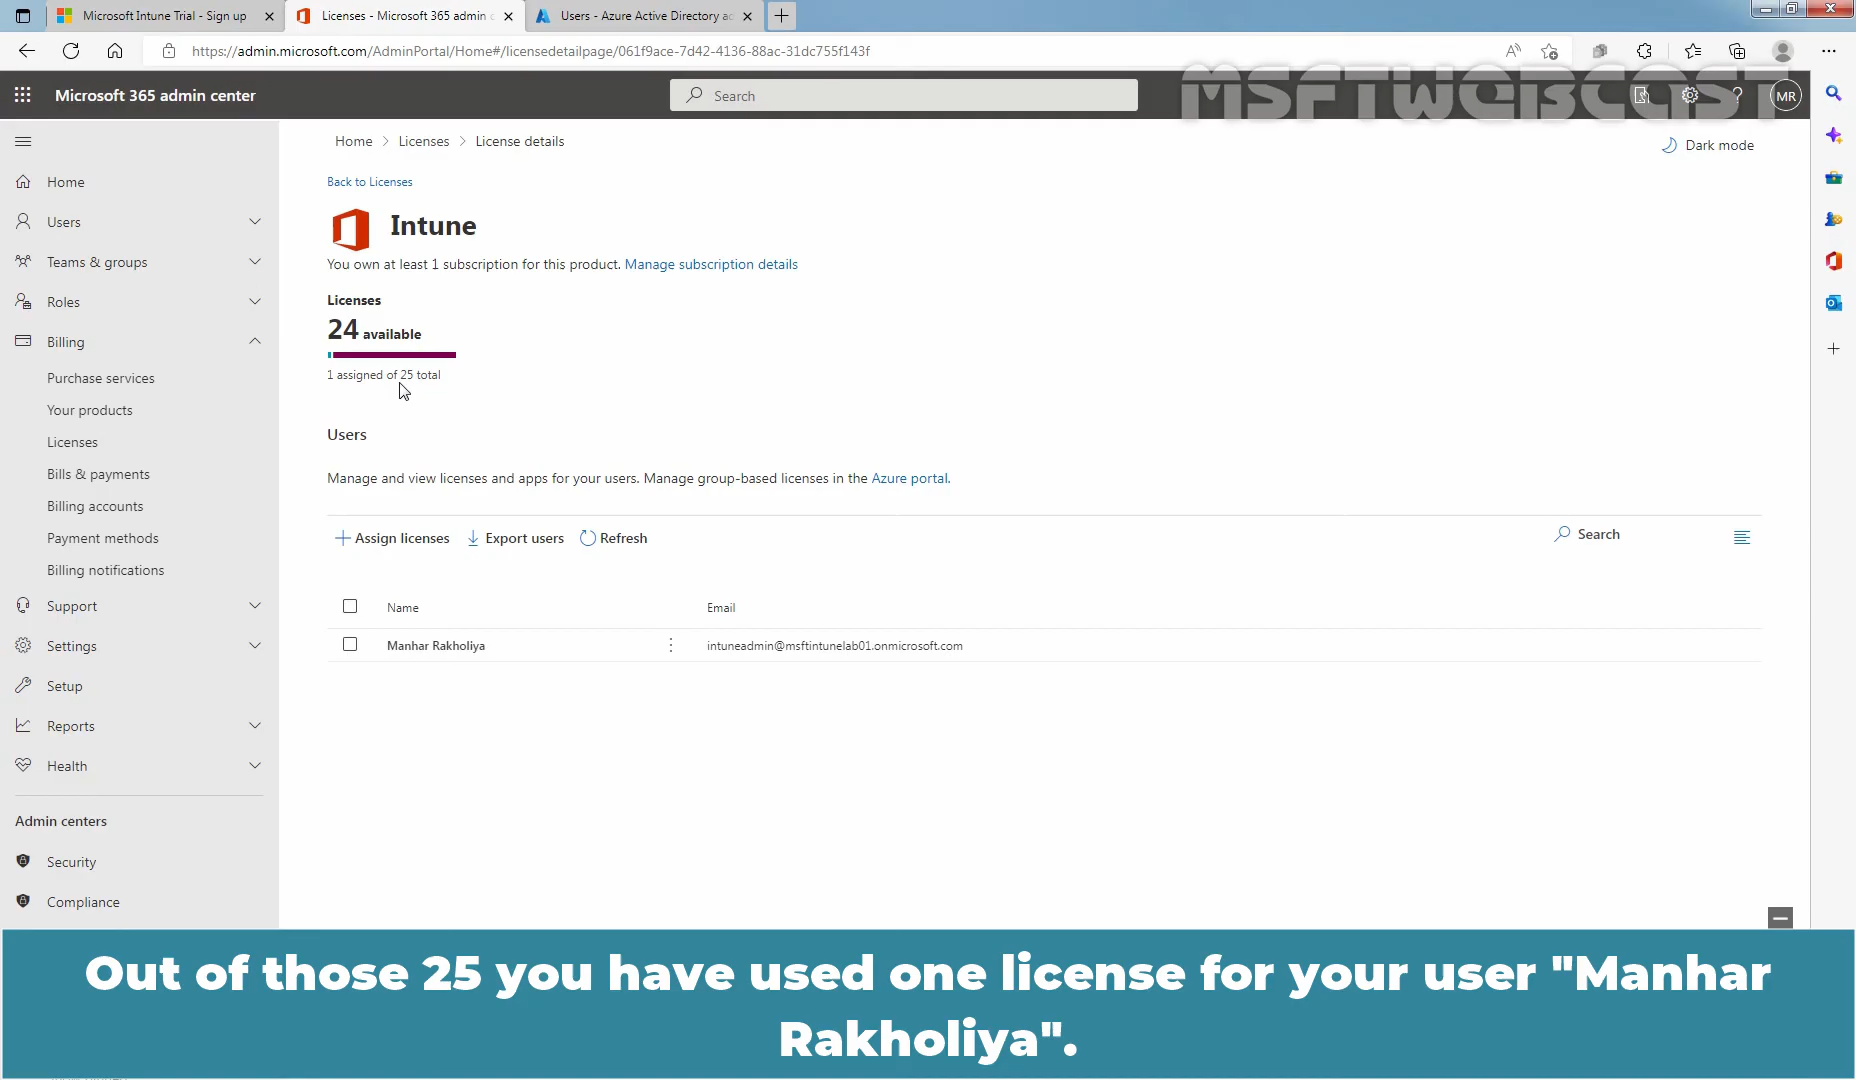 Microsoft Intune Trial - Sign up
Licenses - Microsoft 365 admin c
Users - Azure Active Directory ac
https://admin.microsoft.com/AdminPortal/Home#/licensedetailpage/061f9ace-7d42-4136-88ac-31dc755f143f
Microsoft 365 admin center
Search
MSFTWEBCAST
MR
Home
Users
Teams & groups
Roles
Billing
Purchase services
Your products
Licenses
Bills & payments
Billing accounts
Payment methods
Billing notifications
Support
Settings
Setup
Reports
Health
Admin centers
Security
Compliance
Home > Licenses > License details
Dark mode
Back to Licenses
Intune
You own at least 1 subscription for this product. Manage subscription details
Licenses
24 available
1 assigned of 25 total
Users
Manage and view licenses and apps for your users. Manage group-based licenses in the Azure portal.
Assign licenses Export users Refresh
Search
Name Email
Manhar Rakholiya intuneadmin@msftintunelab01.onmicrosoft.com
Out of those 25 you have used one license for your user "Manhar
Rakholiya".